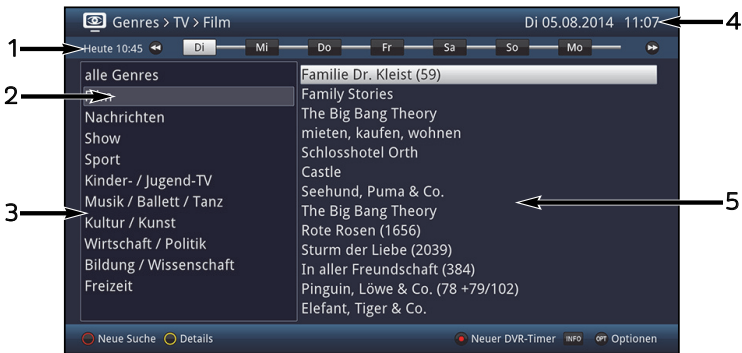 Genres > TV > Film
Di 05.08.2014 11:07
4
1
Heute 10:45 Di Mi Do Fr Sa So Mo
alle Genres
2
Nachrichten
Show
Sport
Kinder- / Jugend-TV
Musik / Ballett / Tanz
3
Kultur / Kunst
Wirtschaft / Politik
Bildung / Wissenschaft
Freizeit
Familie Dr. Kleist (59)
Family Stories
The Big Bang Theory
mieten, kaufen, wohnen
Schlosshotel Orth
Castle
Seehund, Puma & Co.
5
The Big Bang Theory
Rote Rosen (1656)
Sturm der Liebe (2039)
In aller Freundschaft (384)
Pinguin, Löwe & Co. (78 +79/102)
Elefant, Tiger & Co.
Neue Suche Details Neuer DVR-Timer INFO OPT Optionen